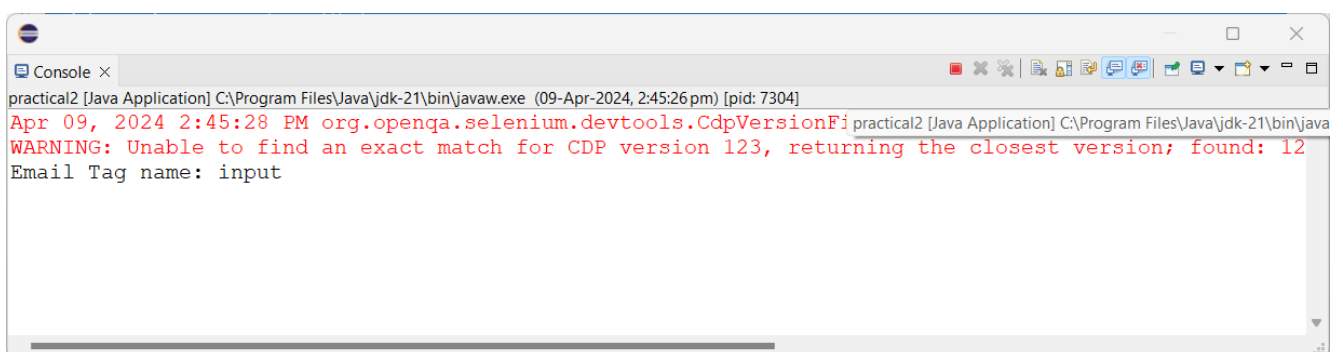 Console
practical2 [Java Application] C:\Program Files\Java\jdk-21\bin\javaw.exe (09-Apr-2024, 2:45:26 pm) [pid: 7304]
Apr 09, 2024 2:45:28 PM org.openqa.selenium.devtools.CdpVersionFi
practical2 [Java Application] C:\Program Files\Java\jdk-21\bin\java
WARNING: Unable to find an exact match for CDP version 123, returning the closest version; found: 12
Email Tag name: input